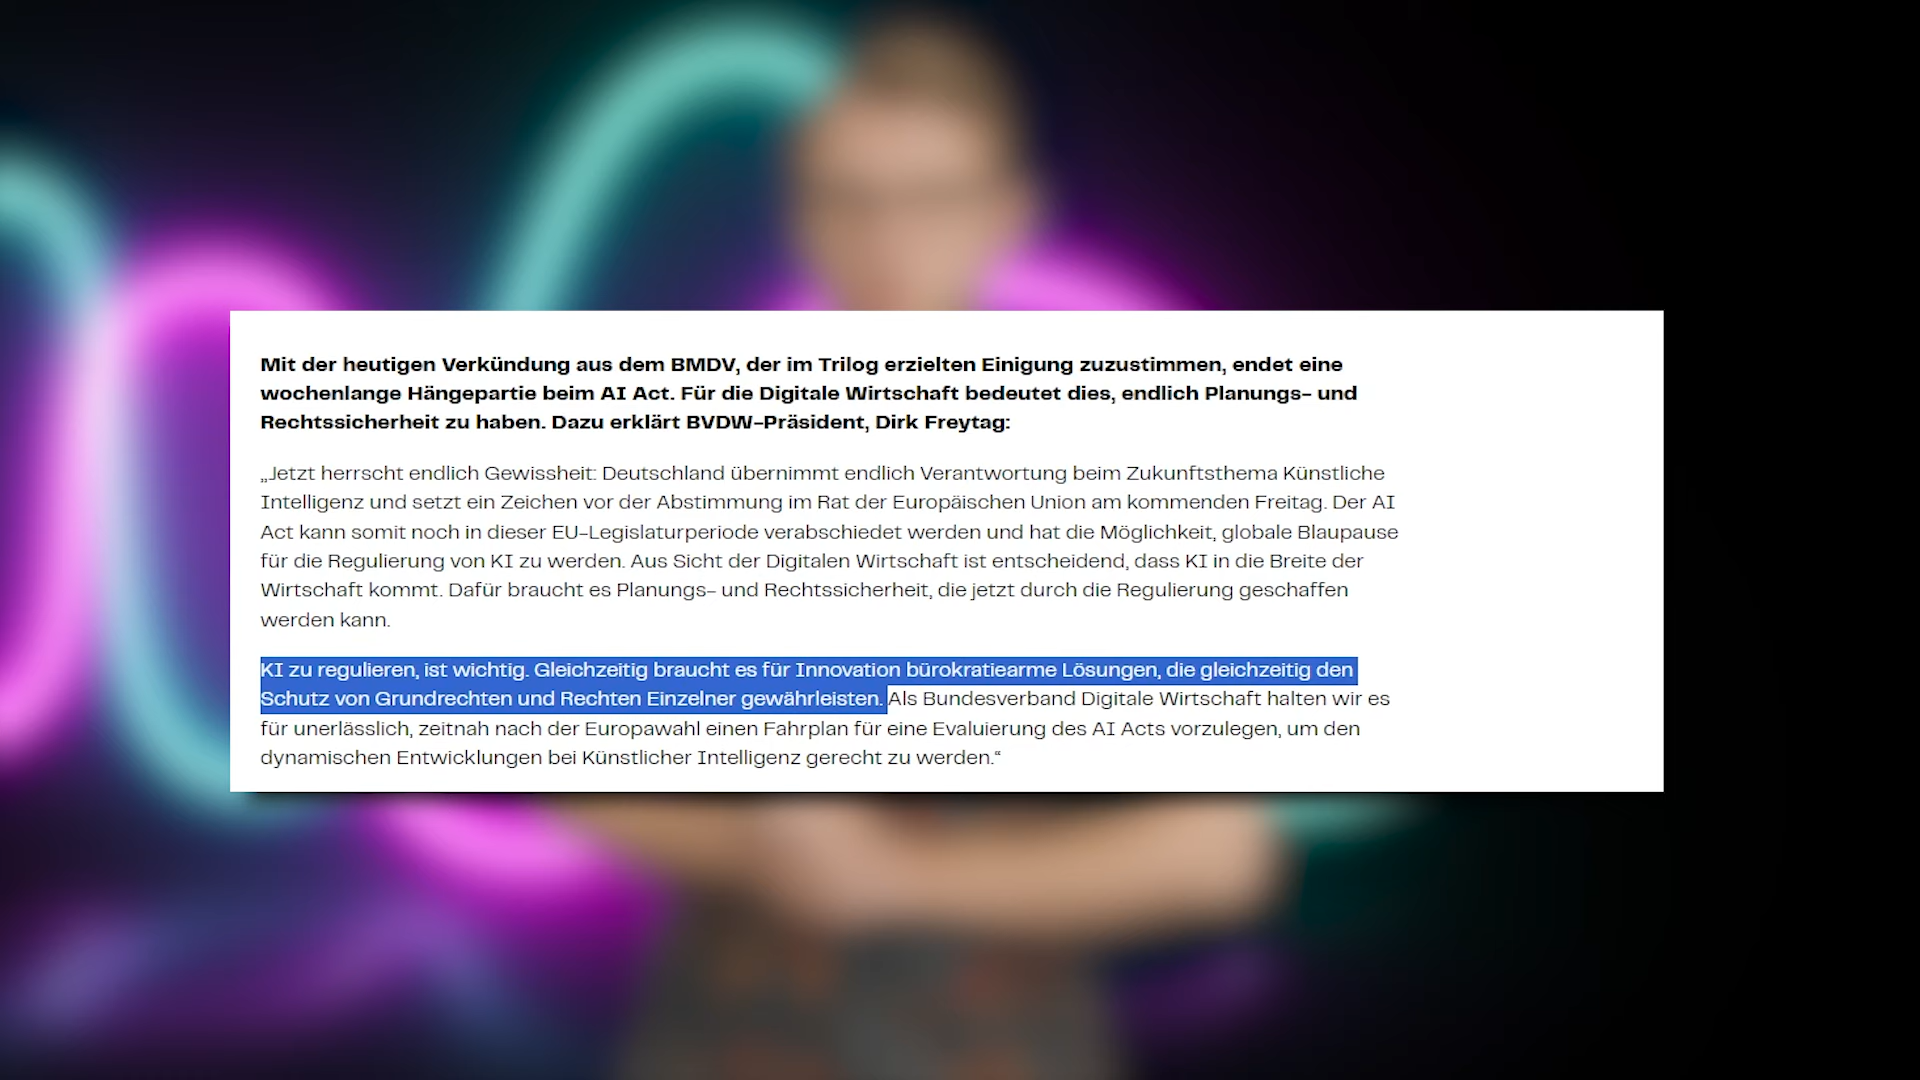 Mit der heutigen Verkündung aus dem BMDV, der im Trilog erzielten Einigung zuzustimmen, endet eine
wochenlange Hängepartie beim AI Act. Für die Digitale Wirtschaft bedeutet dies, endlich Planungs- und
Rechtssicherheit zu haben. Dazu erklärt BVDW-Präsident, Dirk Freytag:
„Jetzt herrscht endlich Gewissheit: Deutschland übernimmt endlich Verantwortung beim Zukunftsthema Künstliche
Intelligenz und setzt ein Zeichen vor der Abstimmung im Rat der Europäischen Union am kommenden Freitag. Der AI
Act kann somit noch in dieser EU-Legislaturperiode verabschiedet werden und hat die Möglichkeit, globale Blaupause
für die Regulierung von KI zu werden. Aus Sicht der Digitalen Wirtschaft ist entscheidend, dass KI in die Breite der
Wirtschaft kommt. Dafür braucht es Planungs- und Rechtssicherheit, die jetzt durch die Regulierung geschaffen
werden kann.
KI zu regulieren, ist wichtig. Gleichzeitig braucht es für Innovation bürokratiearme Lösungen, die gleichzeitig den
Schutz von Grundrechten und Rechten Einzelner gewährleisten. Als Bundesverband Digitale Wirtschaft halten wir es
für unerlässlich, zeitnah nach der Europawahl einen Fahrplan für eine Evaluierung des AI Acts vorzulegen, um den
dynamischen Entwicklungen bei Künstlicher Intelligenz gerecht zu werden.“